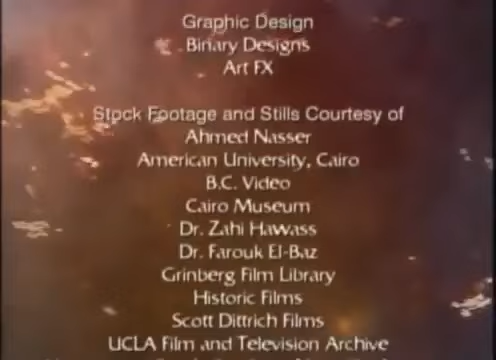 Graphic Design
Binary Designs
Art FX
Stock Footage and Stills Courtesy of
Ahmed Nasser
American University, Cairo
B.C. Video
Cairo Museum
Dr. Zahi Hawass
Dr. Farouk El-Baz
Grinberg Film Library
Historic Films
Scott Dittrich Films
UCLA Film and Television Archive